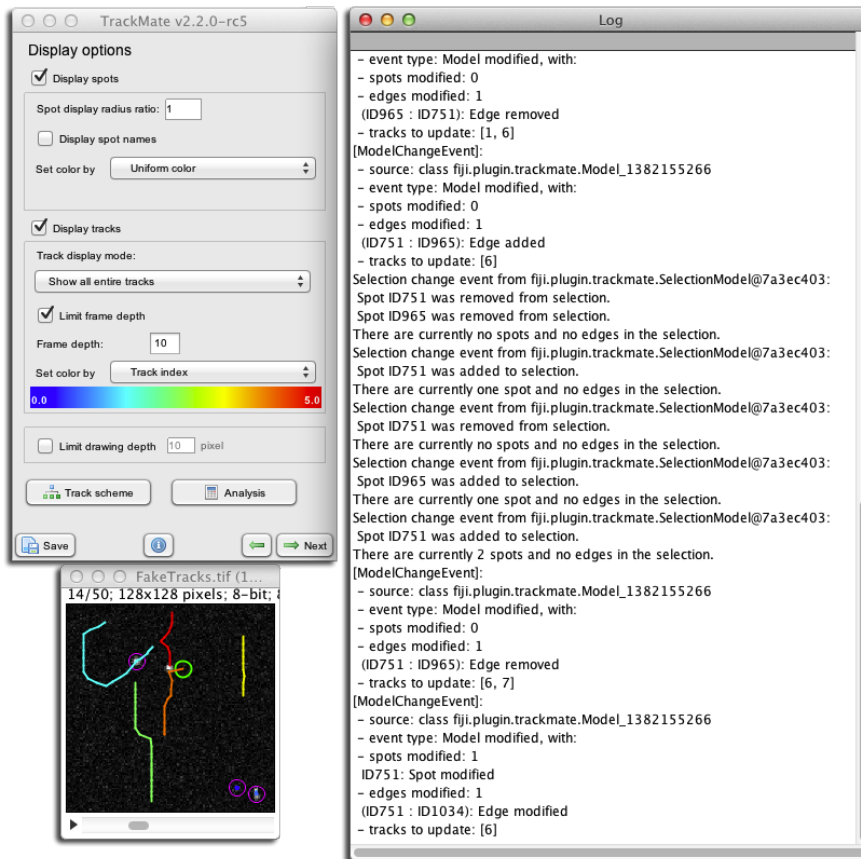 TrackMate v2.2.0-rc5
Display options
Display spots
Spot display radius ratio: 1
Display spot names
Set color by Uniform color
Display tracks
Track display mode:
Show all entire tracks
Limit frame depth
Frame depth: 10
Set color by Track index
0.0 5.0
Limit drawing depth 10 pixel
Track scheme Analysis
Save Next
FakeTracks.tif (1...
14/50; 128x128 pixels; 8-bit;
Log
– event type: Model modified, with:
– spots modified: 0
– edges modified: 1
(ID965 : ID751): Edge removed
– tracks to update: [1, 6]
[ModelChangeEvent]:
– source: class fiji.plugin.trackmate.Model_1382155266
– event type: Model modified, with:
– spots modified: 0
– edges modified: 1
(ID751 : ID965): Edge added
– tracks to update: [6]
Selection change event from fiji.plugin.trackmate.SelectionModel@7a3ec403:
Spot ID751 was removed from selection.
Spot ID965 was removed from selection.
There are currently no spots and no edges in the selection.
Selection change event from fiji.plugin.trackmate.SelectionModel@7a3ec403:
Spot ID751 was added to selection.
There are currently one spot and no edges in the selection.
Selection change event from fiji.plugin.trackmate.SelectionModel@7a3ec403:
Spot ID751 was removed from selection.
There are currently no spots and no edges in the selection.
Selection change event from fiji.plugin.trackmate.SelectionModel@7a3ec403:
Spot ID965 was added to selection.
There are currently one spot and no edges in the selection.
Selection change event from fiji.plugin.trackmate.SelectionModel@7a3ec403:
Spot ID751 was added to selection.
There are currently 2 spots and no edges in the selection.
[ModelChangeEvent]:
– source: class fiji.plugin.trackmate.Model_1382155266
– event type: Model modified, with:
– spots modified: 0
– edges modified: 1
(ID751 : ID965): Edge removed
– tracks to update: [6, 7]
[ModelChangeEvent]:
– source: class fiji.plugin.trackmate.Model_1382155266
– event type: Model modified, with:
– spots modified: 1
ID751: Spot modified
– edges modified: 1
(ID751 : ID1034): Edge modified
– tracks to update: [6]